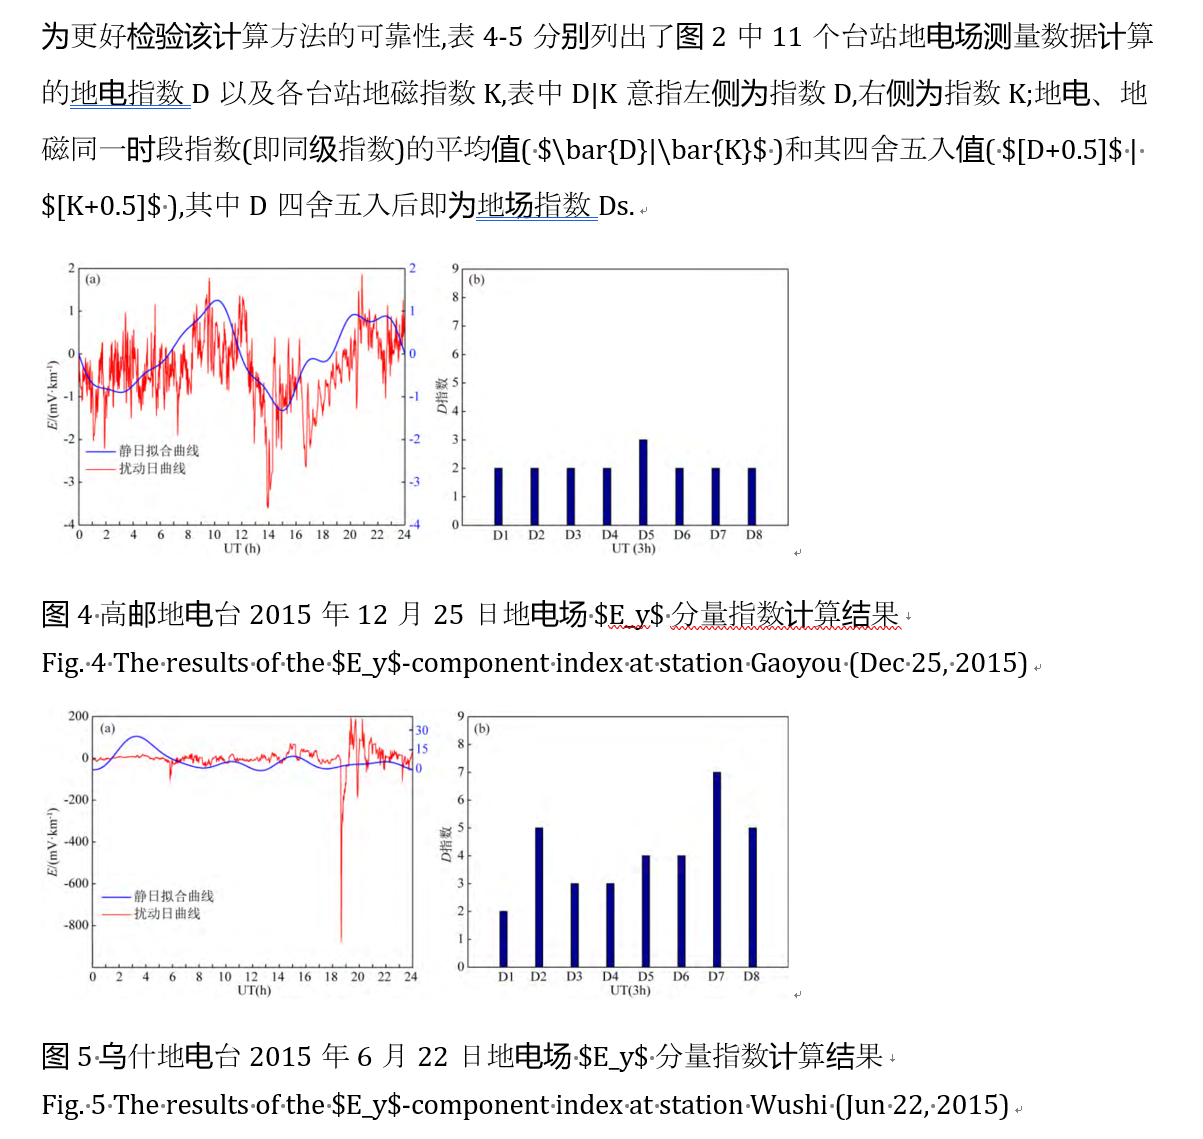 为更好检验该计算方法的可靠性,表 4-5 分别列出了图 2 中 11 个台站地电场测量数据计算
的地电指数 D 以及各台站地磁指数 K,表中 D|K 意指左侧为指数 D,右侧为指数 K;地电、地
磁同一时段指数(即同级指数)的平均值( $\bar{D}|\bar{K}$ )和其四舍五入值( $[D+0.5]$ |
$[K+0.5]$ ),其中 D 四舍五入后即为地场指数 Ds.
(a)
2
1
0
-1
-2
-3
-4
E/(mV·km⁻¹)
2
1
0
-1
-2
-3
-4
静日拟合曲线
扰动日曲线
0 2 4 6 8 10 12 14 16 18 20 22 24
UT (h)
(b)
9
8
7
6
5
4
3
2
1
0
D指数
D1 D2 D3 D4 D5 D6 D7 D8
UT (3h)
图 4 高邮地电台 2015 年 12 月 25 日地电场 $E_y$ 分量指数计算结果
Fig. 4 The results of the $E_y$-component index at station Gaoyou (Dec 25, 2015)
(a)
200
0
-200
-400
-600
-800
E/(mV·km⁻¹)
30
15
0
静日拟合曲线
扰动日曲线
0 2 4 6 8 10 12 14 16 18 20 22 24
UT(h)
(b)
9
8
7
6
5
4
3
2
1
0
D指数
D1 D2 D3 D4 D5 D6 D7 D8
UT(3h)
图 5 乌什地电台 2015 年 6 月 22 日地电场 $E_y$ 分量指数计算结果
Fig. 5 The results of the $E_y$-component index at station Wushi (Jun 22, 2015)